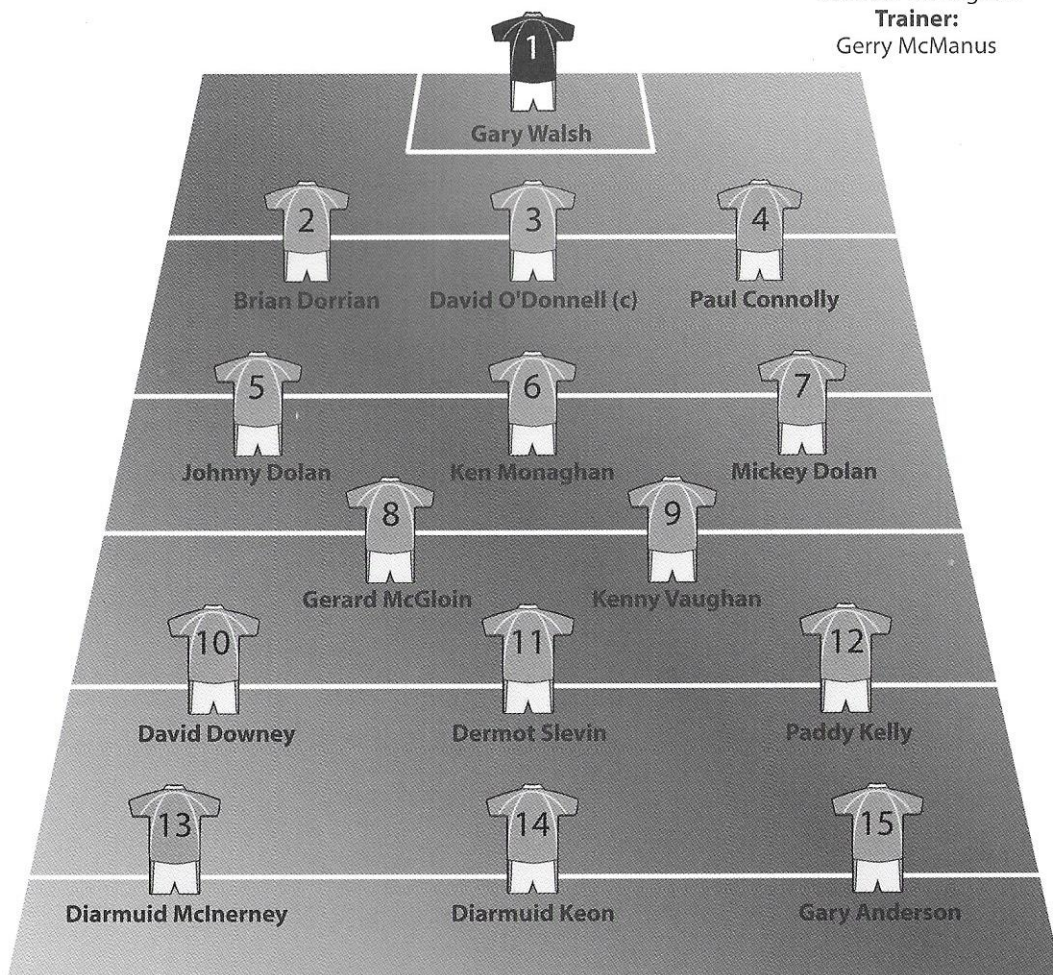 Trainer:
Gerry McManus
1
Gary Walsh
2 3 4
Brian Dorrian David O'Donnell (c) Paul Connolly
5 6 7
Johnny Dolan Ken Monaghan Mickey Dolan
8 9
Gerard McGloin Kenny Vaughan
10 11 12
David Downey Dermot Slevin Paddy Kelly
13 14 15
Diarmuid McInerney Diarmuid Keon Gary Anderson